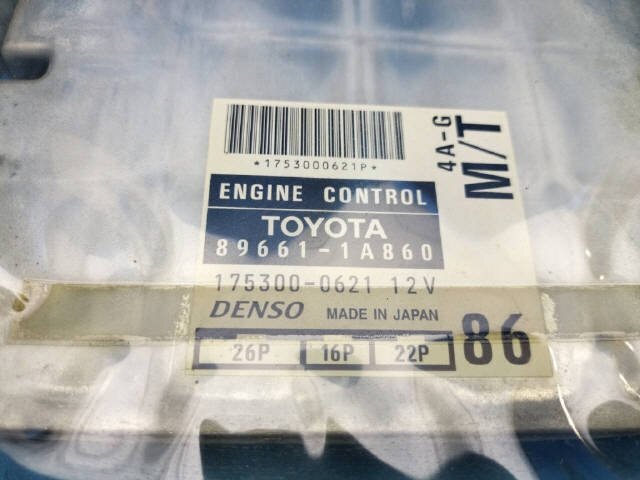 *1753000621P*
4A-G
M/T
ENGINE CONTROL
TOYOTA
89661-1A860
175300-0621 12V
DENSO MADE IN JAPAN
26P 16P 22P
86